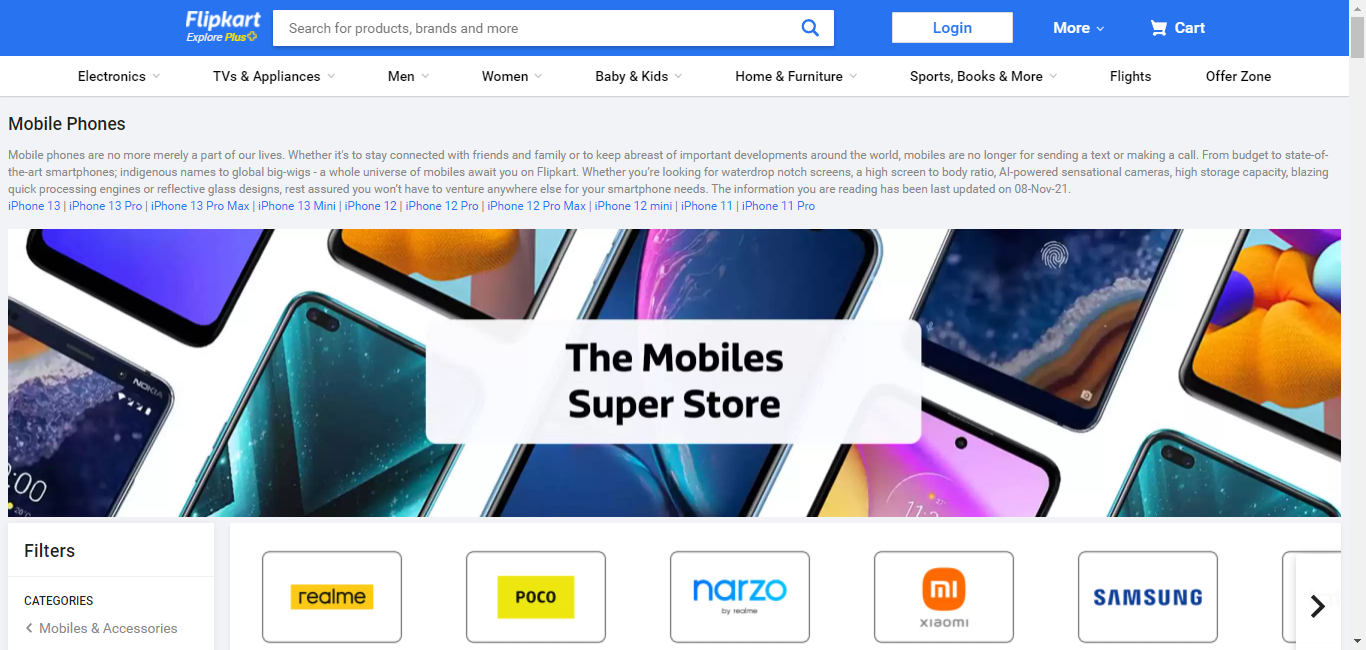 Flipkart
Explore Plus
Search for products, brands and more
Login
More
Cart
Electronics
TVs & Appliances
Men
Women
Baby & Kids
Home & Furniture
Sports, Books & More
Flights
Offer Zone
Mobile Phones
Mobile phones are no more merely a part of our lives. Whether it's to stay connected with friends and family or to keep abreast of important developments around the world, mobiles are no longer for sending a text or making a call. From budget to state-of-
the-art smartphones; indigenous names to global big-wigs - a whole universe of mobiles await you on Flipkart. Whether you're looking for waterdrop notch screens, a high screen to body ratio, AI-powered sensational cameras, high storage capacity, blazing
quick processing engines or reflective glass designs, rest assured you won't have to venture anywhere else for your smartphone needs. The information you are reading has been last updated on 08-Nov-21.
iPhone 13 | iPhone 13 Pro | iPhone 13 Pro Max | iPhone 13 Mini | iPhone 12 | iPhone 12 Pro | iPhone 12 Pro Max | iPhone 12 mini | iPhone 11 | iPhone 11 Pro
NOKIA
:00
20°C
27°
11:1
The Mobiles
Super Store
Filters
CATEGORIES
Mobiles & Accessories
realme
POCO
narzo
by realme
mi
xiaomi
SAMSUNG